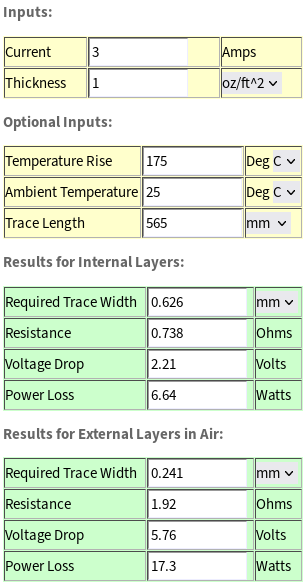 Inputs:
Current 3 Amps
Thickness 1 oz/ft^2
Optional Inputs:
Temperature Rise 175 Deg C
Ambient Temperature 25 Deg C
Trace Length 565 mm
Results for Internal Layers:
Required Trace Width 0.626 mm
Resistance 0.738 Ohms
Voltage Drop 2.21 Volts
Power Loss 6.64 Watts
Results for External Layers in Air:
Required Trace Width 0.241 mm
Resistance 1.92 Ohms
Voltage Drop 5.76 Volts
Power Loss 17.3 Watts